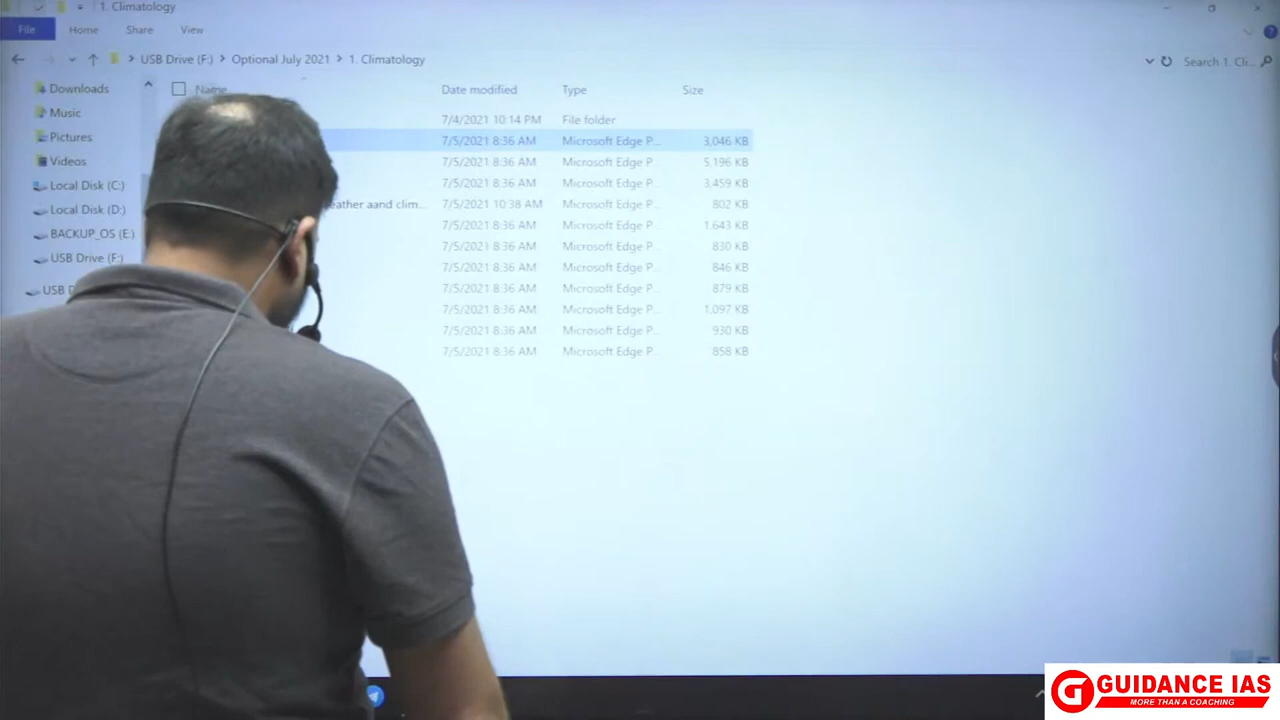 1. Climatology
File Home Share View
USB Drive (F:) > Optional July 2021 > 1. Climatology
Search 1. Cli...
Downloads
Music
Pictures
Videos
Local Disk (C:)
Local Disk (D:)
BACKUP_OS (E:)
USB Drive (F:)
USB D
Name Date modified Type Size
7/4/2021 10:14 PM File folder
7/5/2021 8:36 AM Microsoft Edge P... 3,046 KB
7/5/2021 8:36 AM Microsoft Edge P... 5,196 KB
7/5/2021 8:36 AM Microsoft Edge P... 3,459 KB
eather aand clim... 7/5/2021 10:38 AM Microsoft Edge P... 802 KB
7/5/2021 8:36 AM Microsoft Edge P... 1,643 KB
7/5/2021 8:36 AM Microsoft Edge P... 830 KB
7/5/2021 8:36 AM Microsoft Edge P... 846 KB
7/5/2021 8:36 AM Microsoft Edge P... 879 KB
7/5/2021 8:36 AM Microsoft Edge P... 1,097 KB
7/5/2021 8:36 AM Microsoft Edge P... 930 KB
7/5/2021 8:36 AM Microsoft Edge P... 858 KB
G GUIDANCE IAS
MORE THAN A COACHING